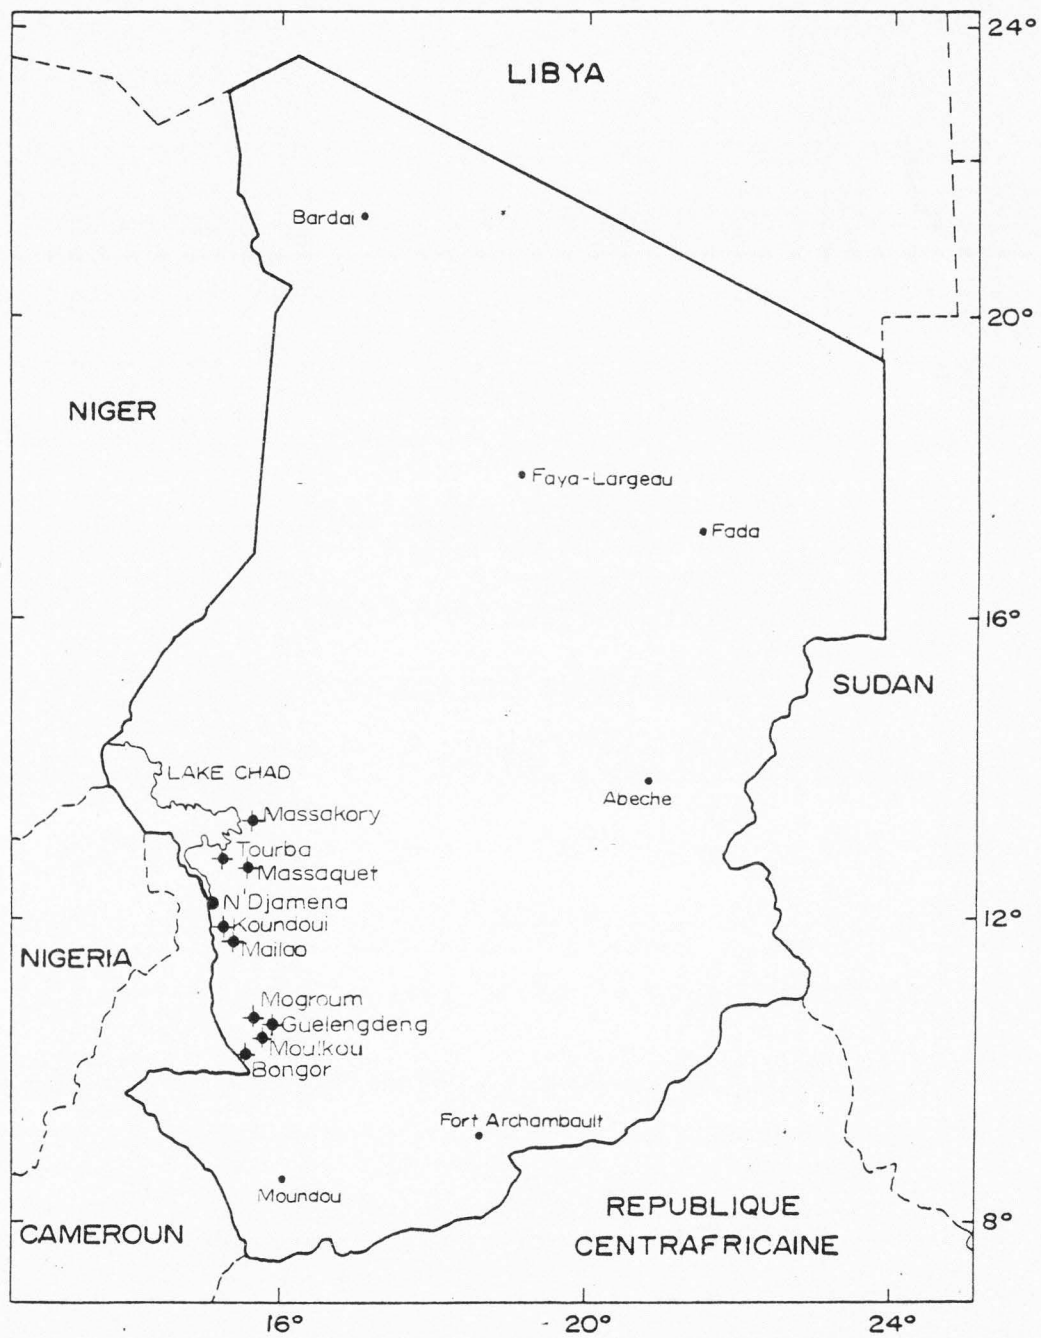 24°
LIBYA
Bardai
20°
NIGER
Faya-Largeau
Fada
16°
SUDAN
LAKE CHAD
Abeche
Massakory
Tourba
Massaquet
N'Djamena
12°
Koundoui
Mailao
NIGERIA
Mogroum
Guelengdeng
Moulkou
Bongor
Fort Archambault
Moundou
REPUBLIQUE
CENTRAFRICAINE
8°
CAMEROUN
16°
20°
24°